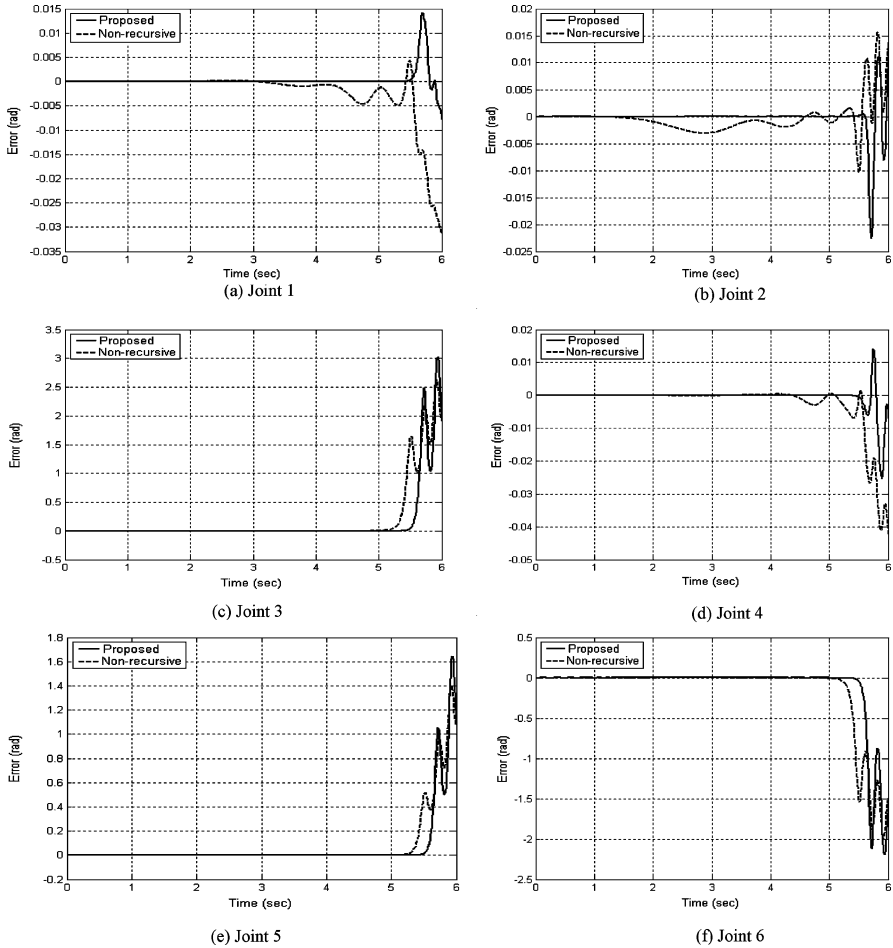 0.015
0.01
0.005
0
-0.005
-0.01
-0.015
-0.02
-0.025
-0.03
-0.035
Error (rad)
Proposed
Non-recursive
0 1 2 3 4 5 6
Time (sec)
(a) Joint 1
0.02
0.015
0.01
0.005
0
-0.005
-0.01
-0.015
-0.02
-0.025
Error (rad)
Proposed
Non-recursive
0 1 2 3 4 5 6
Time (sec)
(b) Joint 2
3.5
3
2.5
2
1.5
1
0.5
0
-0.5
Error (rad)
Proposed
Non-recursive
0 1 2 3 4 5 6
Time (sec)
(c) Joint 3
0.02
0.01
0
-0.01
-0.02
-0.03
-0.04
-0.05
Error (rad)
Proposed
Non-recursive
0 1 2 3 4 5 6
Time (sec)
(d) Joint 4
1.8
1.6
1.4
1.2
1
0.8
0.6
0.4
0.2
0
-0.2
Error (rad)
Proposed
Non-recursive
0 1 2 3 4 5 6
Time (sec)
(e) Joint 5
0.5
0
-0.5
-1
-1.5
-2
-2.5
Error (rad)
Proposed
Non-recursive
0 1 2 3 4 5 6
Time (sec)
(f) Joint 6